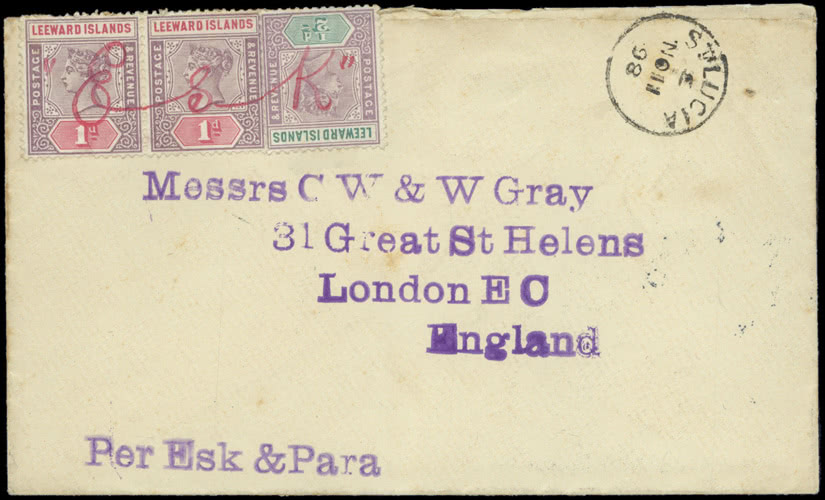 LEEWARD ISLANDS
POSTAGE
& REVENUE
1d
LEEWARD ISLANDS
POSTAGE
& REVENUE
1d
LEEWARD ISLANDS
POSTAGE
& REVENUE
½d
"Esk"
ST. LUCIA
NO 11
98
Messrs C W & W Gray
31 Great St Helens
London E C
England
Per Esk & Para